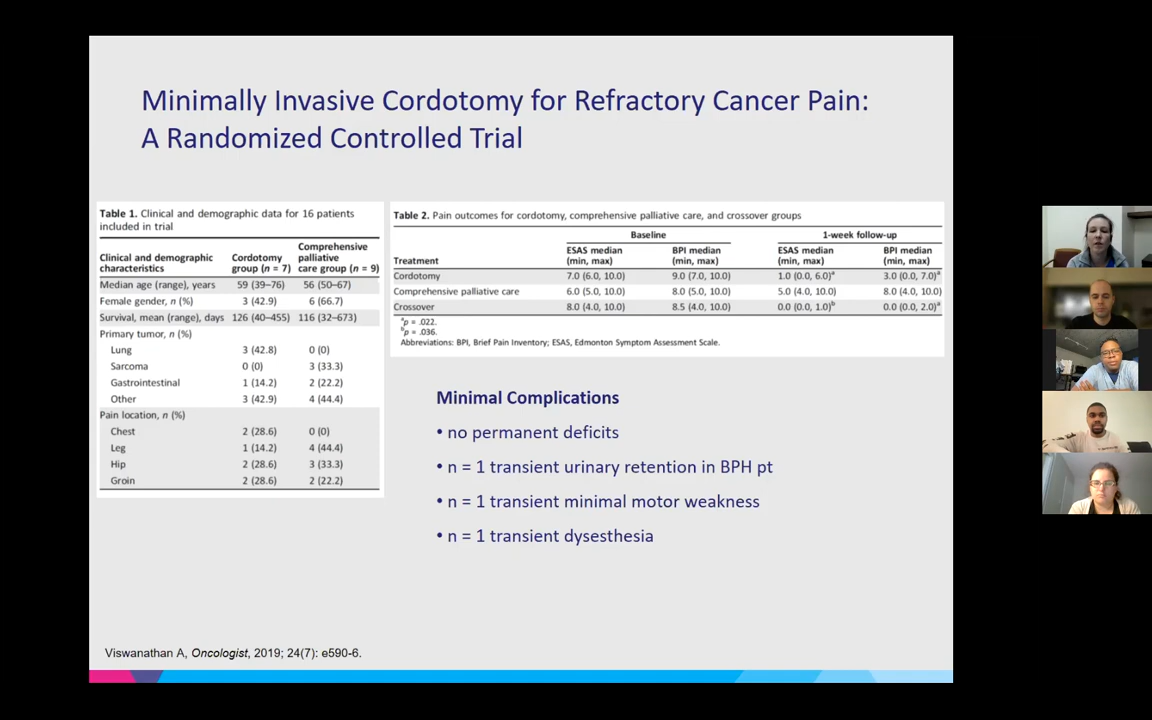 Minimally Invasive Cordotomy for Refractory Cancer Pain:
A Randomized Controlled Trial
Table 1. Clinical and demographic data for 16 patients
included in trial
Clinical and demographic characteristics Cordotomy group (n = 7) Comprehensive palliative care group (n = 9)
Median age (range), years 59 (39–76) 56 (50–67)
Female gender, n (%) 3 (42.9) 6 (66.7)
Survival, mean (range), days 126 (40–455) 116 (32–673)
Primary tumor, n (%)
Lung 3 (42.8) 0 (0)
Sarcoma 0 (0) 3 (33.3)
Gastrointestinal 1 (14.2) 2 (22.2)
Other 3 (42.9) 4 (44.4)
Pain location, n (%)
Chest 2 (28.6) 0 (0)
Leg 1 (14.2) 4 (44.4)
Hip 2 (28.6) 3 (33.3)
Groin 2 (28.6) 2 (22.2)
Table 2. Pain outcomes for cordotomy, comprehensive palliative care, and crossover groups
Baseline 1-week follow-up
Treatment ESAS median (min, max) BPI median (min, max) ESAS median (min, max) BPI median (min, max)
Cordotomy 7.0 (6.0, 10.0) 9.0 (7.0, 10.0) 1.0 (0.0, 6.0)a 3.0 (0.0, 7.0)a
Comprehensive palliative care 6.0 (5.0, 10.0) 8.0 (5.0, 10.0) 5.0 (4.0, 10.0) 8.0 (4.0, 10.0)
Crossover 8.0 (4.0, 10.0) 8.5 (4.0, 10.0) 0.0 (0.0, 1.0)b 0.0 (0.0, 2.0)a
ap = .022.
bp = .036.
Abbreviations: BPI, Brief Pain Inventory; ESAS, Edmonton Symptom Assessment Scale.
Minimal Complications
• no permanent deficits
• n = 1 transient urinary retention in BPH pt
• n = 1 transient minimal motor weakness
• n = 1 transient dysesthesia
Viswanathan A, Oncologist, 2019; 24(7): e590-6.